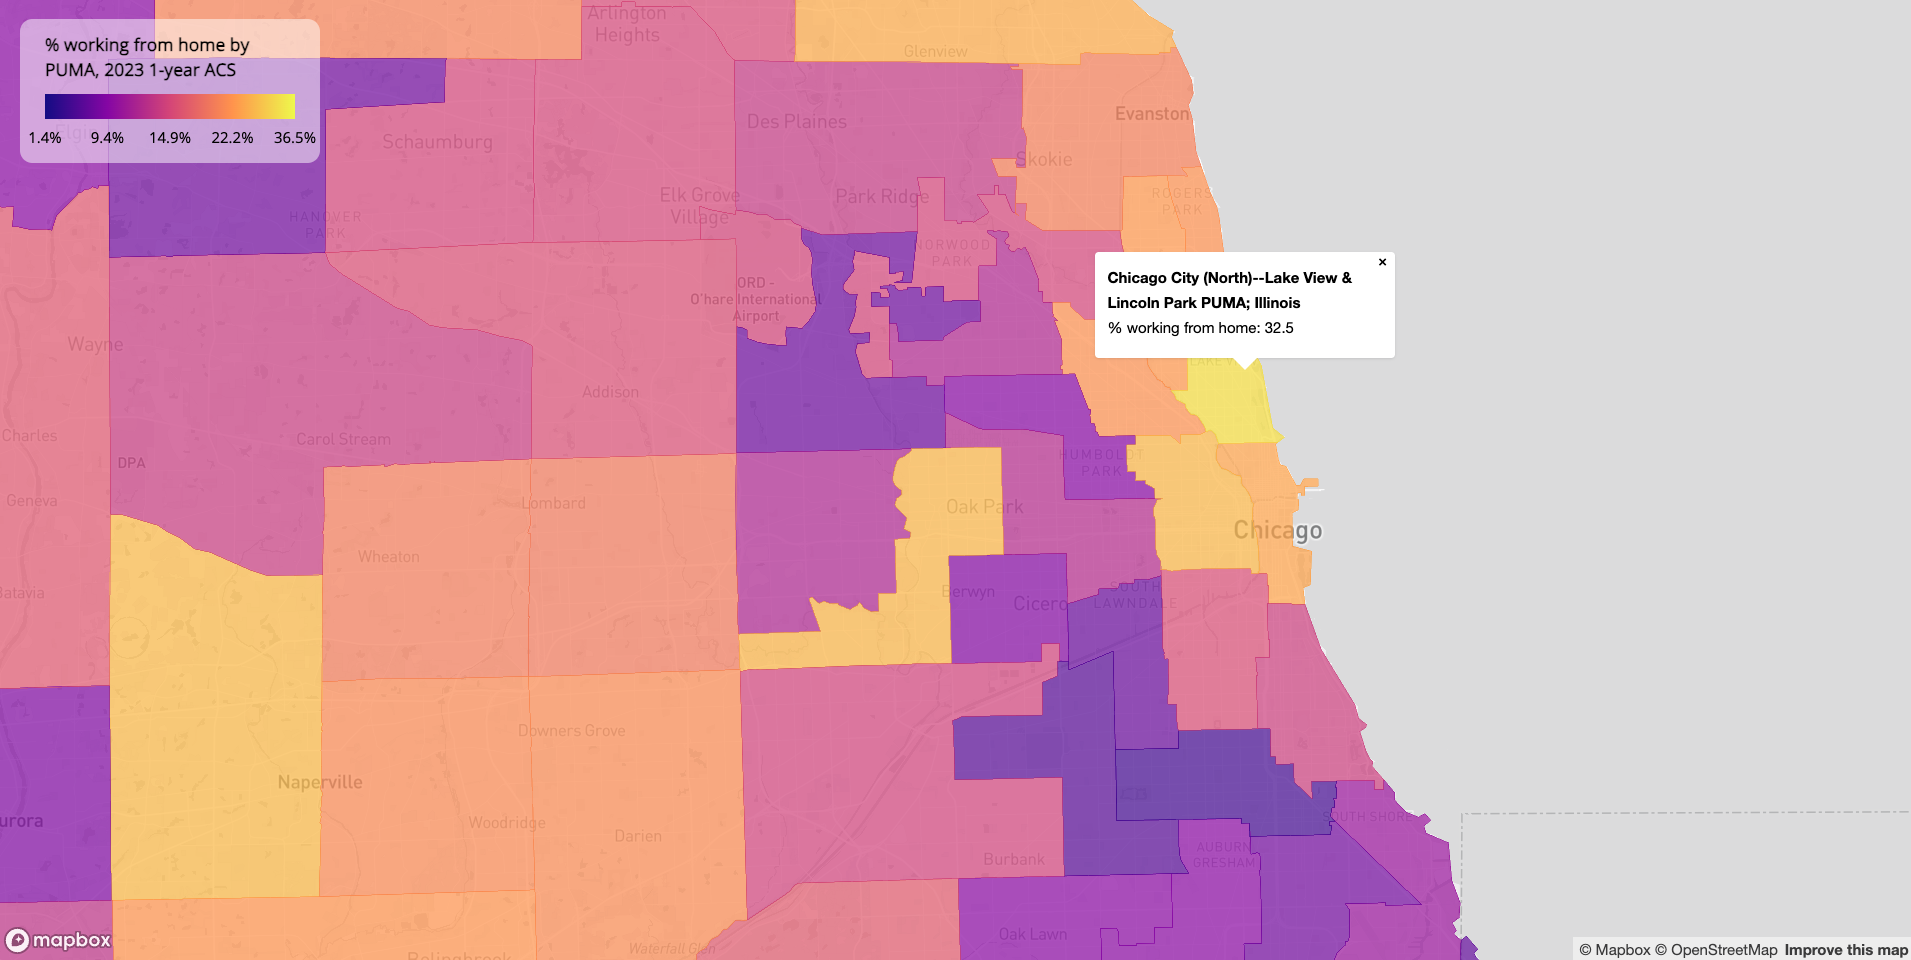 % working from home by
PUMA, 2023 1-year ACS
1.4%
9.4%
14.9%
22.2%
36.5%
Elgin
Arlington
Heights
Glenview
Evanston
Des Plaines
Schaumburg
Skokie
Elk Grove
Village
Park Ridge
ROGERS
PARK
HANOVER
PARK
NORWOOD
PARK
ORD -
O'hare International
Airport
Chicago City (North)--Lake View &
Lincoln Park PUMA; Illinois
% working from home: 32.5
×
Wayne
LAKE V
Addison
Charles
Carol Stream
DPA
HUMBOLDT
PARK
Geneva
Lombard
Oak Park
Chicago
Wheaton
Batavia
Berwyn
Cicero
SOUTH
LAWNDALE
Downers Grove
Naperville
urora
Woodridge
Darien
SOUTH SHORE
Burbank
AUBURN
GRESHAM
Oak Lawn
Waterfall Glen
Bolingbrook
mapbox
© Mapbox © OpenStreetMap Improve this map